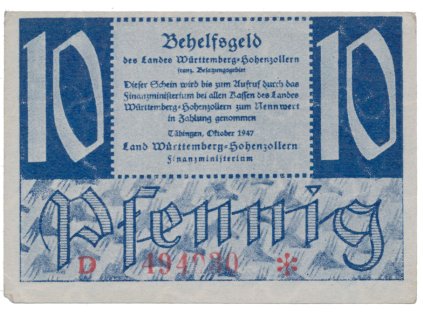 10
Behelfsgeld
10
des Landes Württemberg-Hohenzollern
franz. Besatzungsgebiet
Dieser Schein wird bis zum Aufruf durch das
Finanzministerium bei allen Kassen des Landes
Württemberg-Hohenzollern zum Nennwert
in Zahlung genommen
Tübingen, Oktober 1947
Land Württemberg-Hohenzollern
Finanzministerium
Pfennig
D *